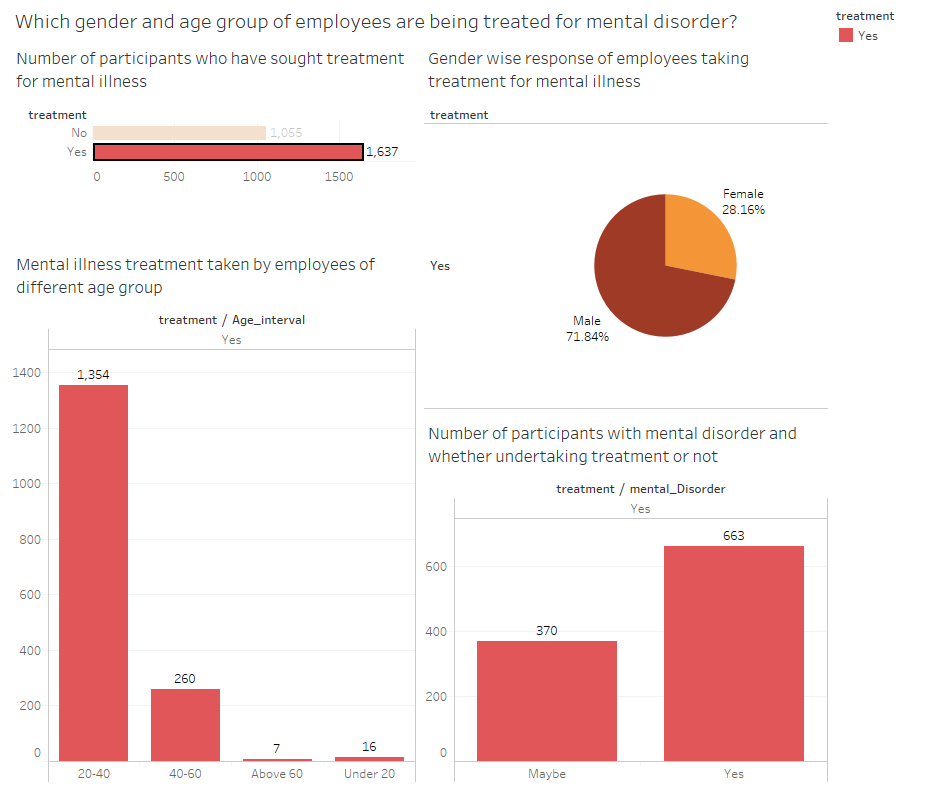 Which gender and age group of employees are being treated for mental disorder?
treatment
Yes
Number of participants who have sought treatment
for mental illness
treatment
No
1,055
Yes
1,637
0
500
1000
1500
Gender wise response of employees taking
treatment for mental illness
treatment
Yes
Female
28.16%
Male
71.84%
Mental illness treatment taken by employees of
different age group
treatment / Age_interval
Yes
1400
1200
1000
800
600
400
200
0
1,354
260
7
16
20-40
40-60
Above 60
Under 20
Number of participants with mental disorder and
whether undertaking treatment or not
treatment / mental_Disorder
Yes
600
400
200
0
370
663
Maybe
Yes